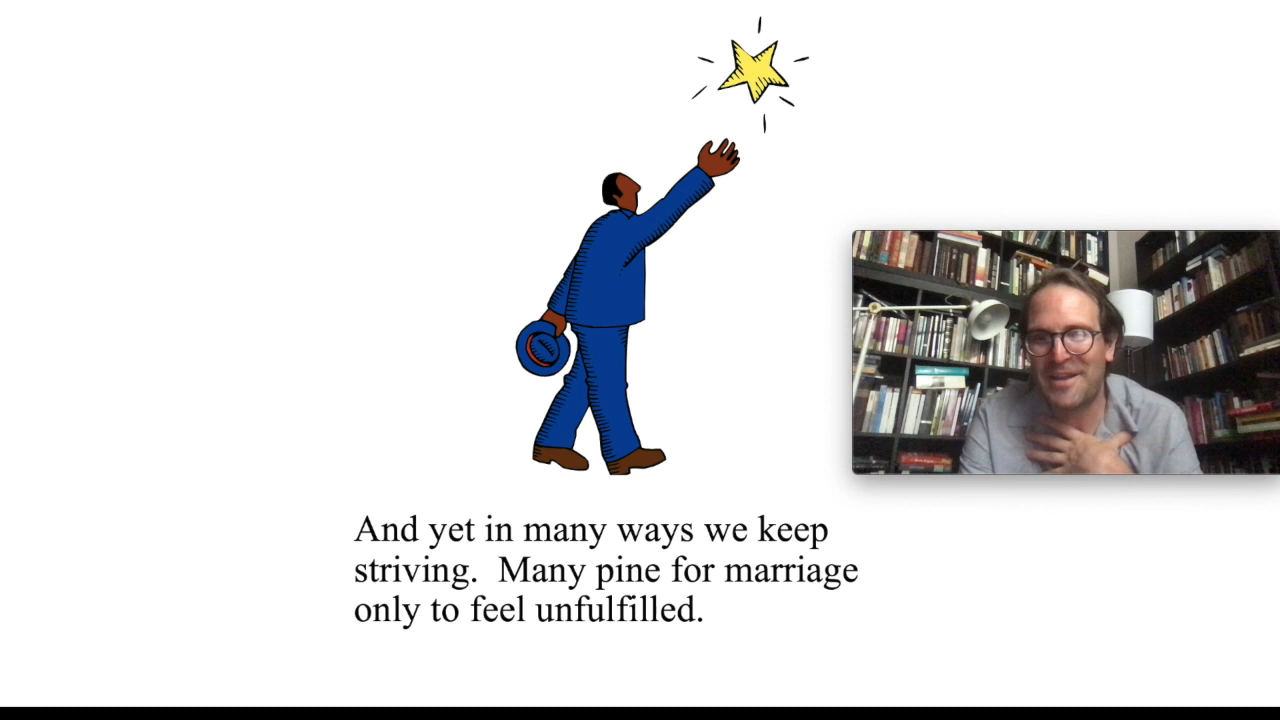 And yet in many ways we keep
striving.  Many pine for marriage
only to feel unfulfilled.